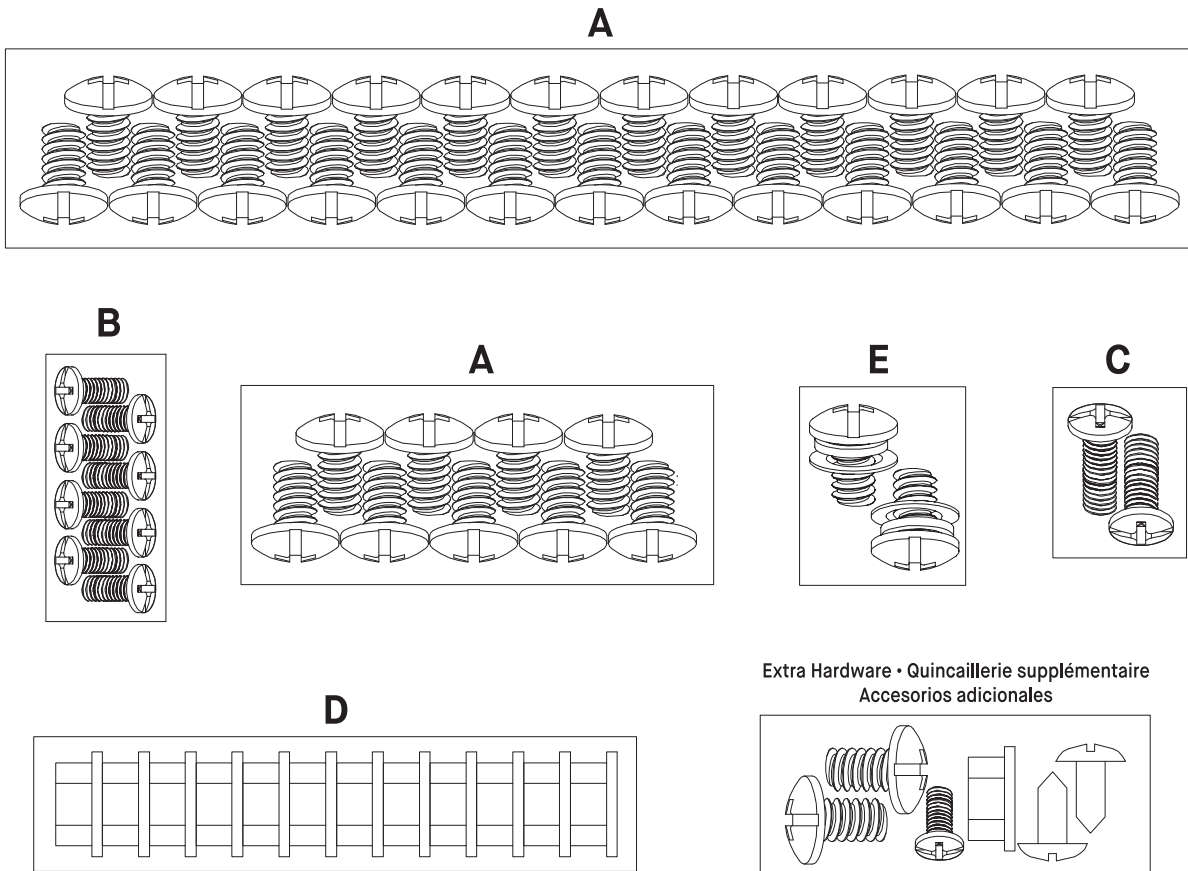 A
B
A
E
C
D
Extra Hardware • Quincaillerie supplémentaire
Accesorios adicionales